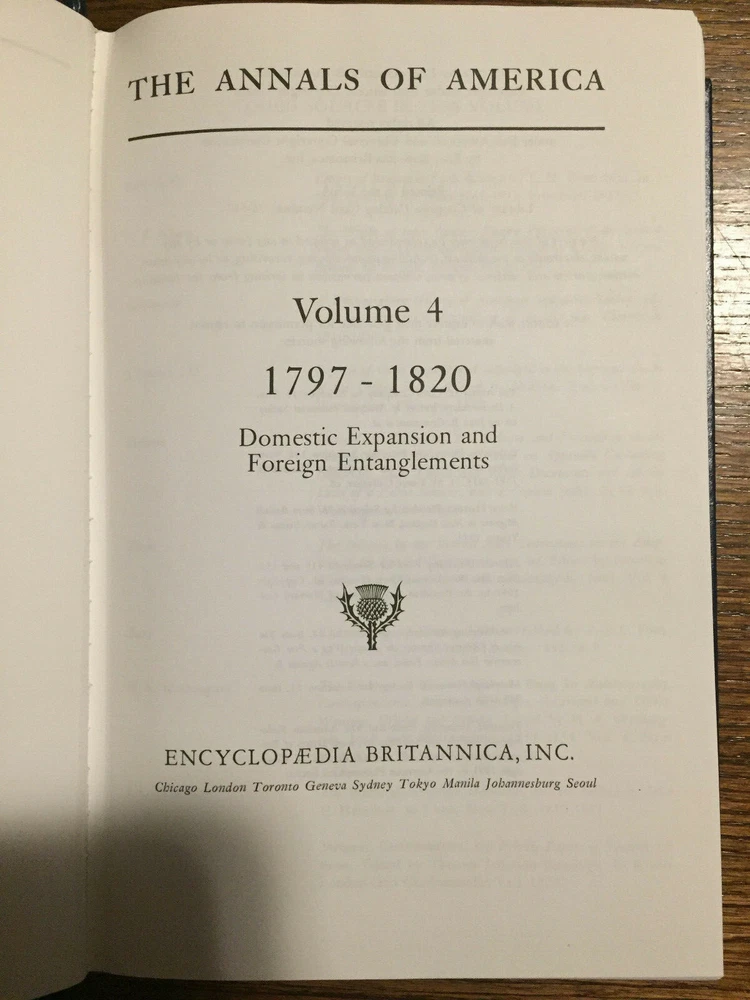 THE ANNALS OF AMERICA
Volume 4
1797 - 1820
Domestic Expansion and
Foreign Entanglements
ENCYCLOPÆDIA BRITANNICA, INC.
Chicago London Toronto Geneva Sydney Tokyo Manila Johannesburg Seoul